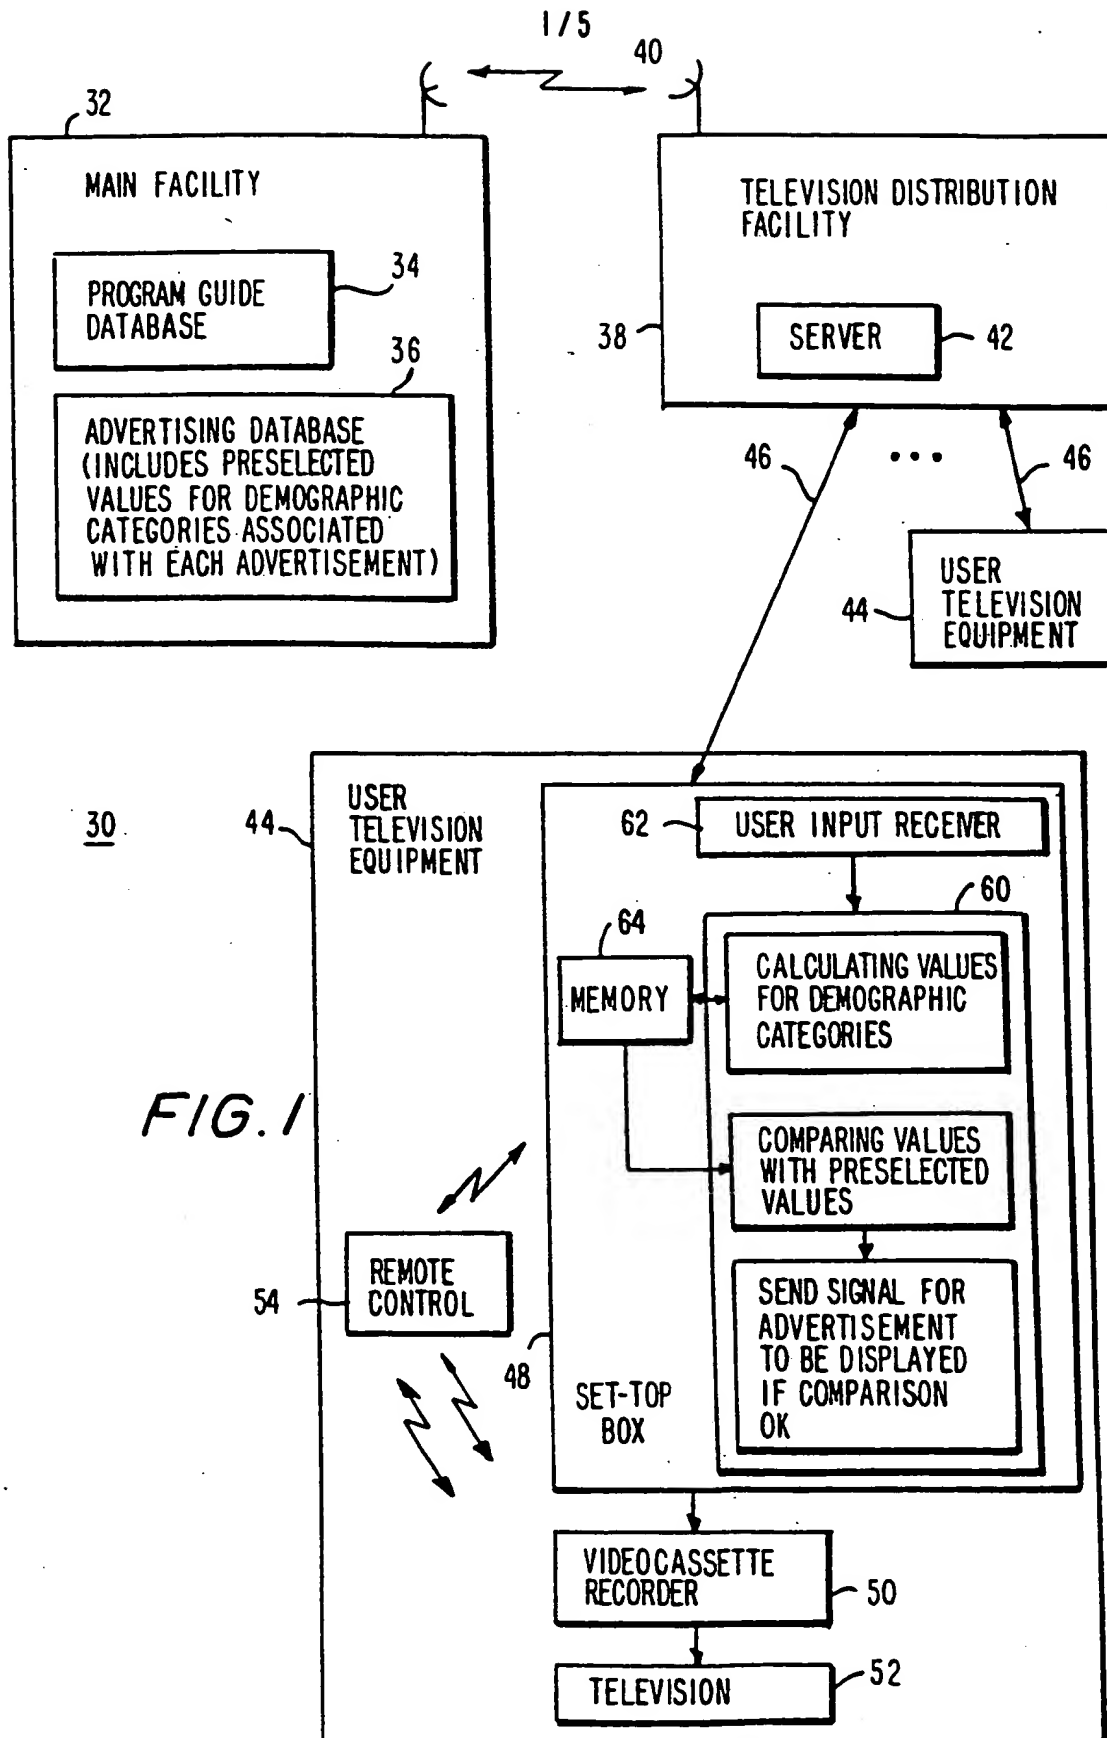 1/5
40
32
MAIN FACILITY
34
PROGRAM GUIDE
DATABASE
36
ADVERTISING DATABASE
(INCLUDES PRESELECTED
VALUES FOR DEMOGRAPHIC
CATEGORIES ASSOCIATED
WITH EACH ADVERTISEMENT)
TELEVISION DISTRIBUTION
FACILITY
38
SERVER
42
46
• • •
46
44
USER
TELEVISION
EQUIPMENT
30
44
USER
TELEVISION
EQUIPMENT
62
USER INPUT RECEIVER
60
64
MEMORY
CALCULATING VALUES
FOR DEMOGRAPHIC
CATEGORIES
FIG. 1
COMPARING VALUES
WITH PRESELECTED
VALUES
54
REMOTE
CONTROL
SEND SIGNAL FOR
ADVERTISEMENT
TO BE DISPLAYED
IF COMPARISON
OK
48
SET-TOP
BOX
VIDEOCASSETTE
RECORDER
50
TELEVISION
52